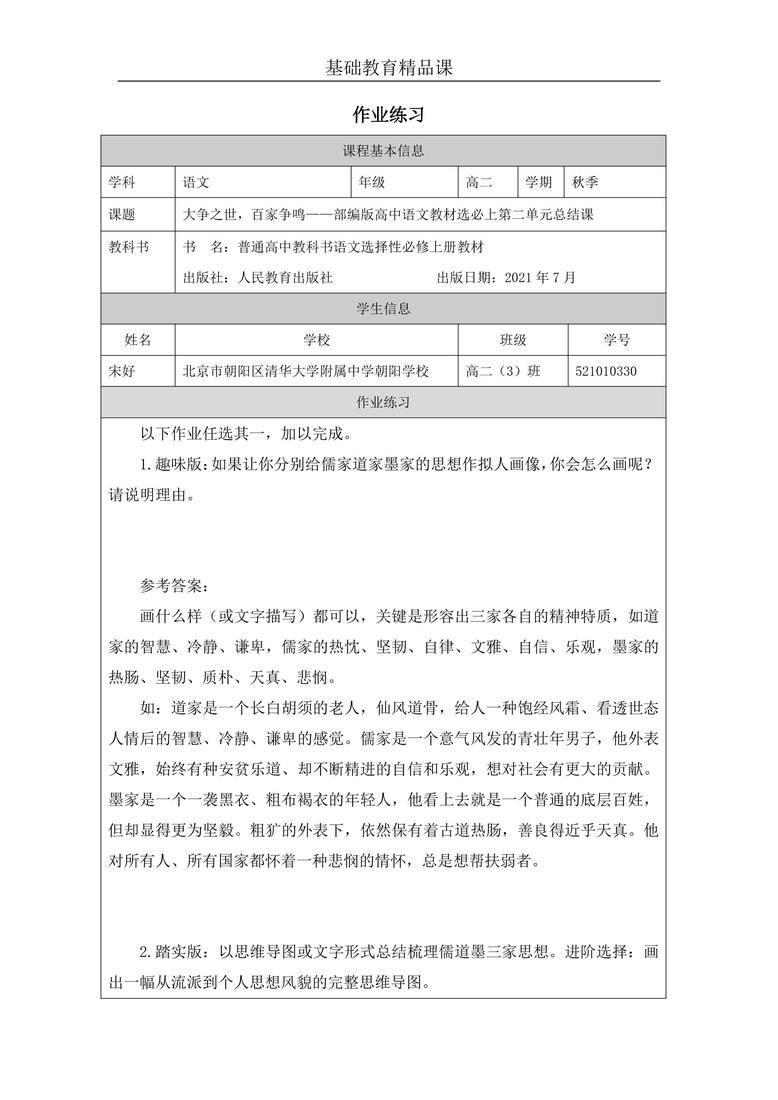 基础教育精品课
作业练习
课程基本信息
学科 语文 年级 高二 学期 秋季
课题 大争之世，百家争鸣——部编版高中语文教材选必上第二单元总结课
教科书 书 名：普通高中教科书语文选择性必修上册教材
出版社：人民教育出版社 出版日期：2021 年 7 月
学生信息
姓名 学校 班级 学号
宋好 北京市朝阳区清华大学附属中学朝阳学校 高二（3）班 521010330
作业练习
以下作业任选其一，加以完成。
1.趣味版：如果让你分别给儒家道家墨家的思想作拟人画像，你会怎么画呢？
请说明理由。
参考答案：
画什么样（或文字描写）都可以，关键是形容出三家各自的精神特质，如道
家的智慧、冷静、谦卑，儒家的热忱、坚韧、自律、文雅、自信、乐观，墨家的
热肠、坚韧、质朴、天真、悲悯。
如：道家是一个长白胡须的老人，仙风道骨，给人一种饱经风霜、看透世态
人情后的智慧、冷静、谦卑的感觉。儒家是一个意气风发的青壮年男子，他外表
文雅，始终有种安贫乐道、却不断精进的自信和乐观，想对社会有更大的贡献。
墨家是一个一袭黑衣、粗布褐衣的年轻人，他看上去就是一个普通的底层百姓，
但却显得更为坚毅。粗犷的外表下，依然保有着古道热肠，善良得近乎天真。他
对所有人、所有国家都怀着一种悲悯的情怀，总是想帮扶弱者。
2.踏实版：以思维导图或文字形式总结梳理儒道墨三家思想。进阶选择：画
出一幅从流派到个人思想风貌的完整思维导图。